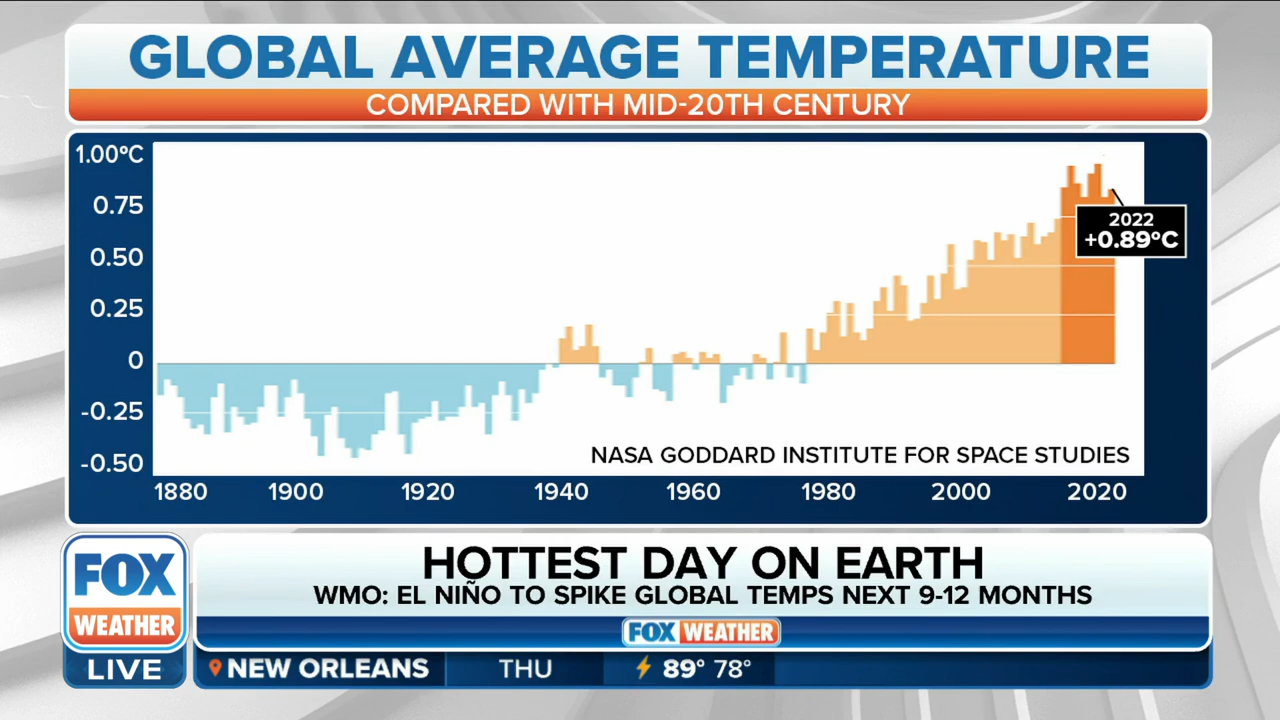 GLOBAL AVERAGE TEMPERATURE
COMPARED WITH MID-20TH CENTURY
1.00°C
0.75
0.50
0.25
0
-0.25
-0.50
2022
+0.89°C
NASA GODDARD INSTITUTE FOR SPACE STUDIES
1880 1900 1920 1940 1960 1980 2000 2020
FOX
WEATHER
LIVE
HOTTEST DAY ON EARTH
WMO: EL NIÑO TO SPIKE GLOBAL TEMPS NEXT 9-12 MONTHS
FOX WEATHER
NEW ORLEANS THU 89° 78°